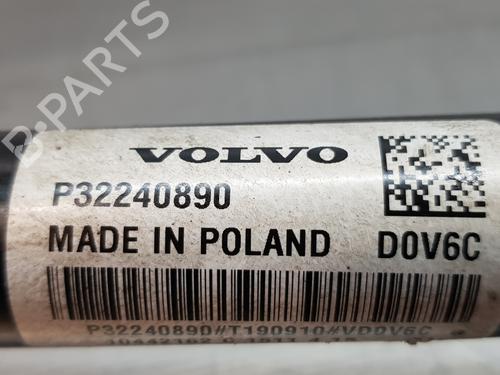 VOLVO
P32240890
MADE IN POLAND D0V6C
P32240890#T190910#VDDV6C
B-PARTS